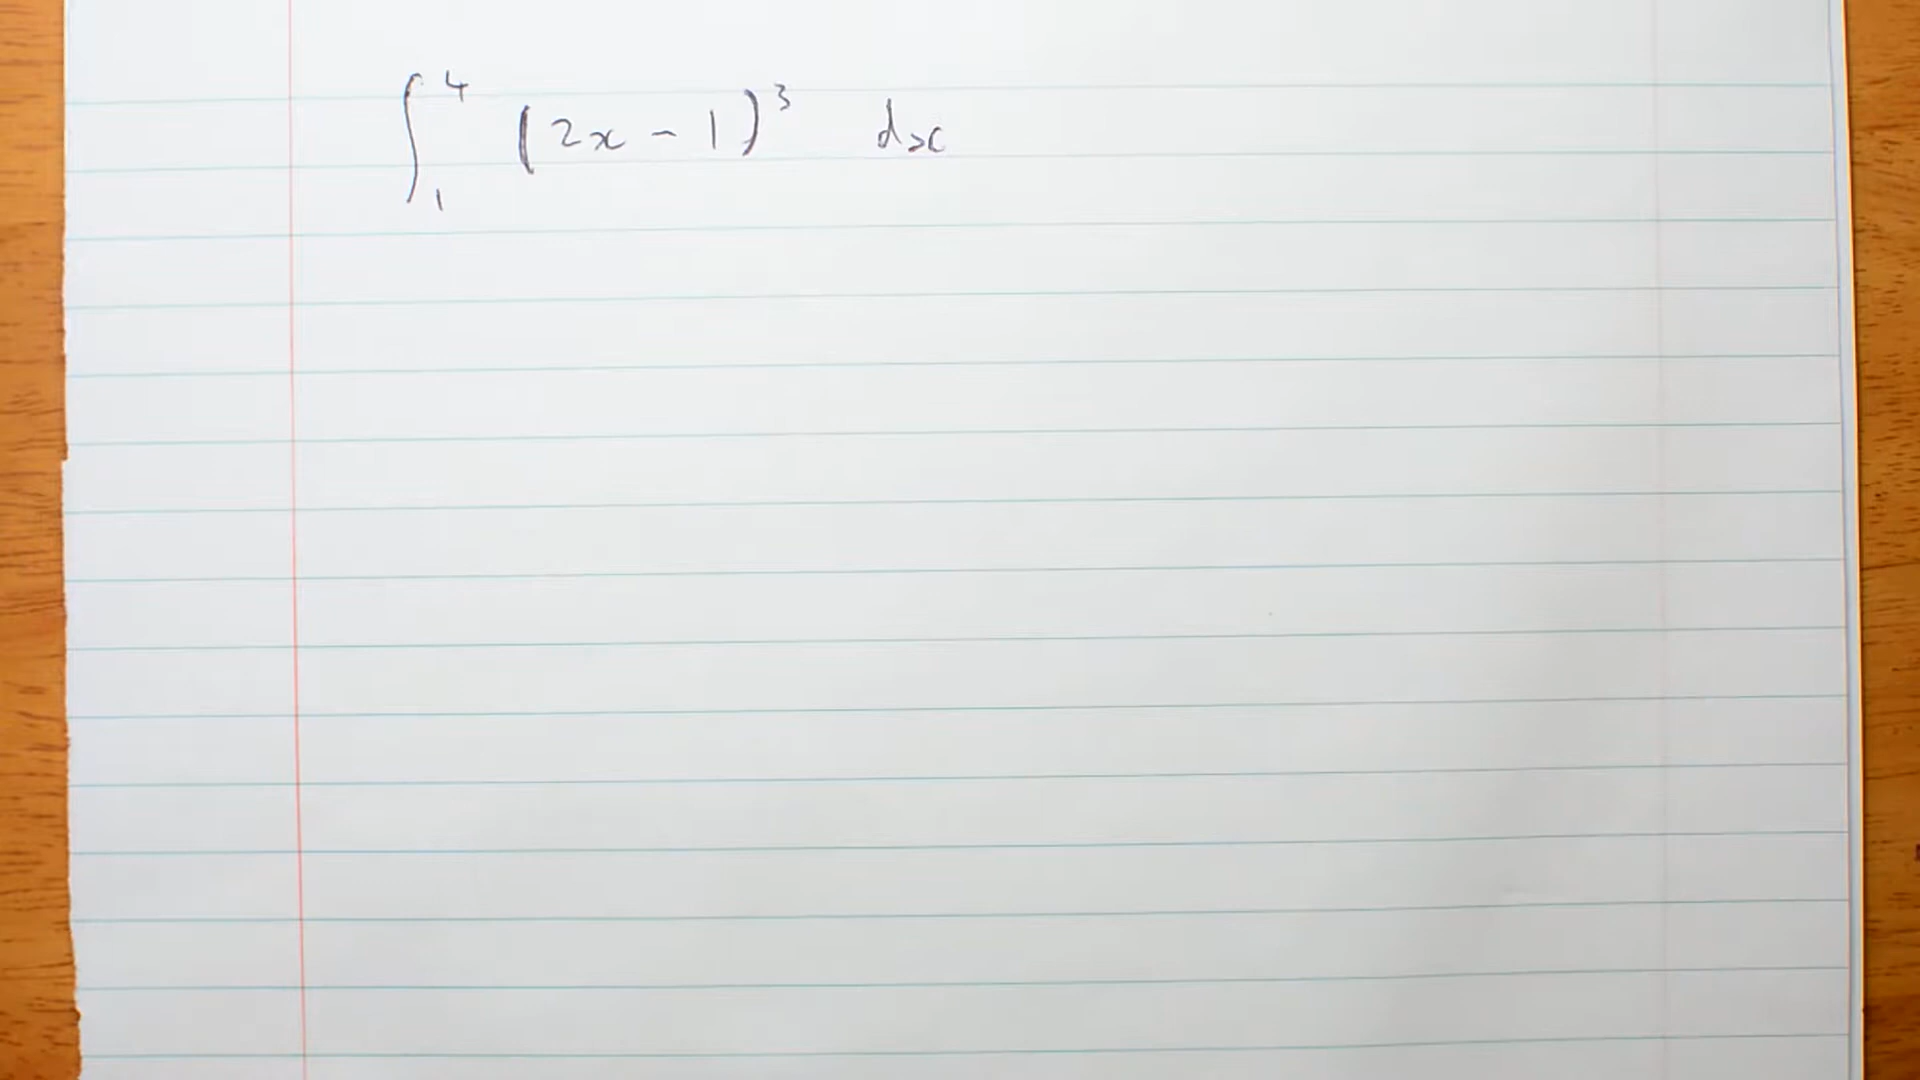 ∫₁⁴ (2x - 1)³ dx